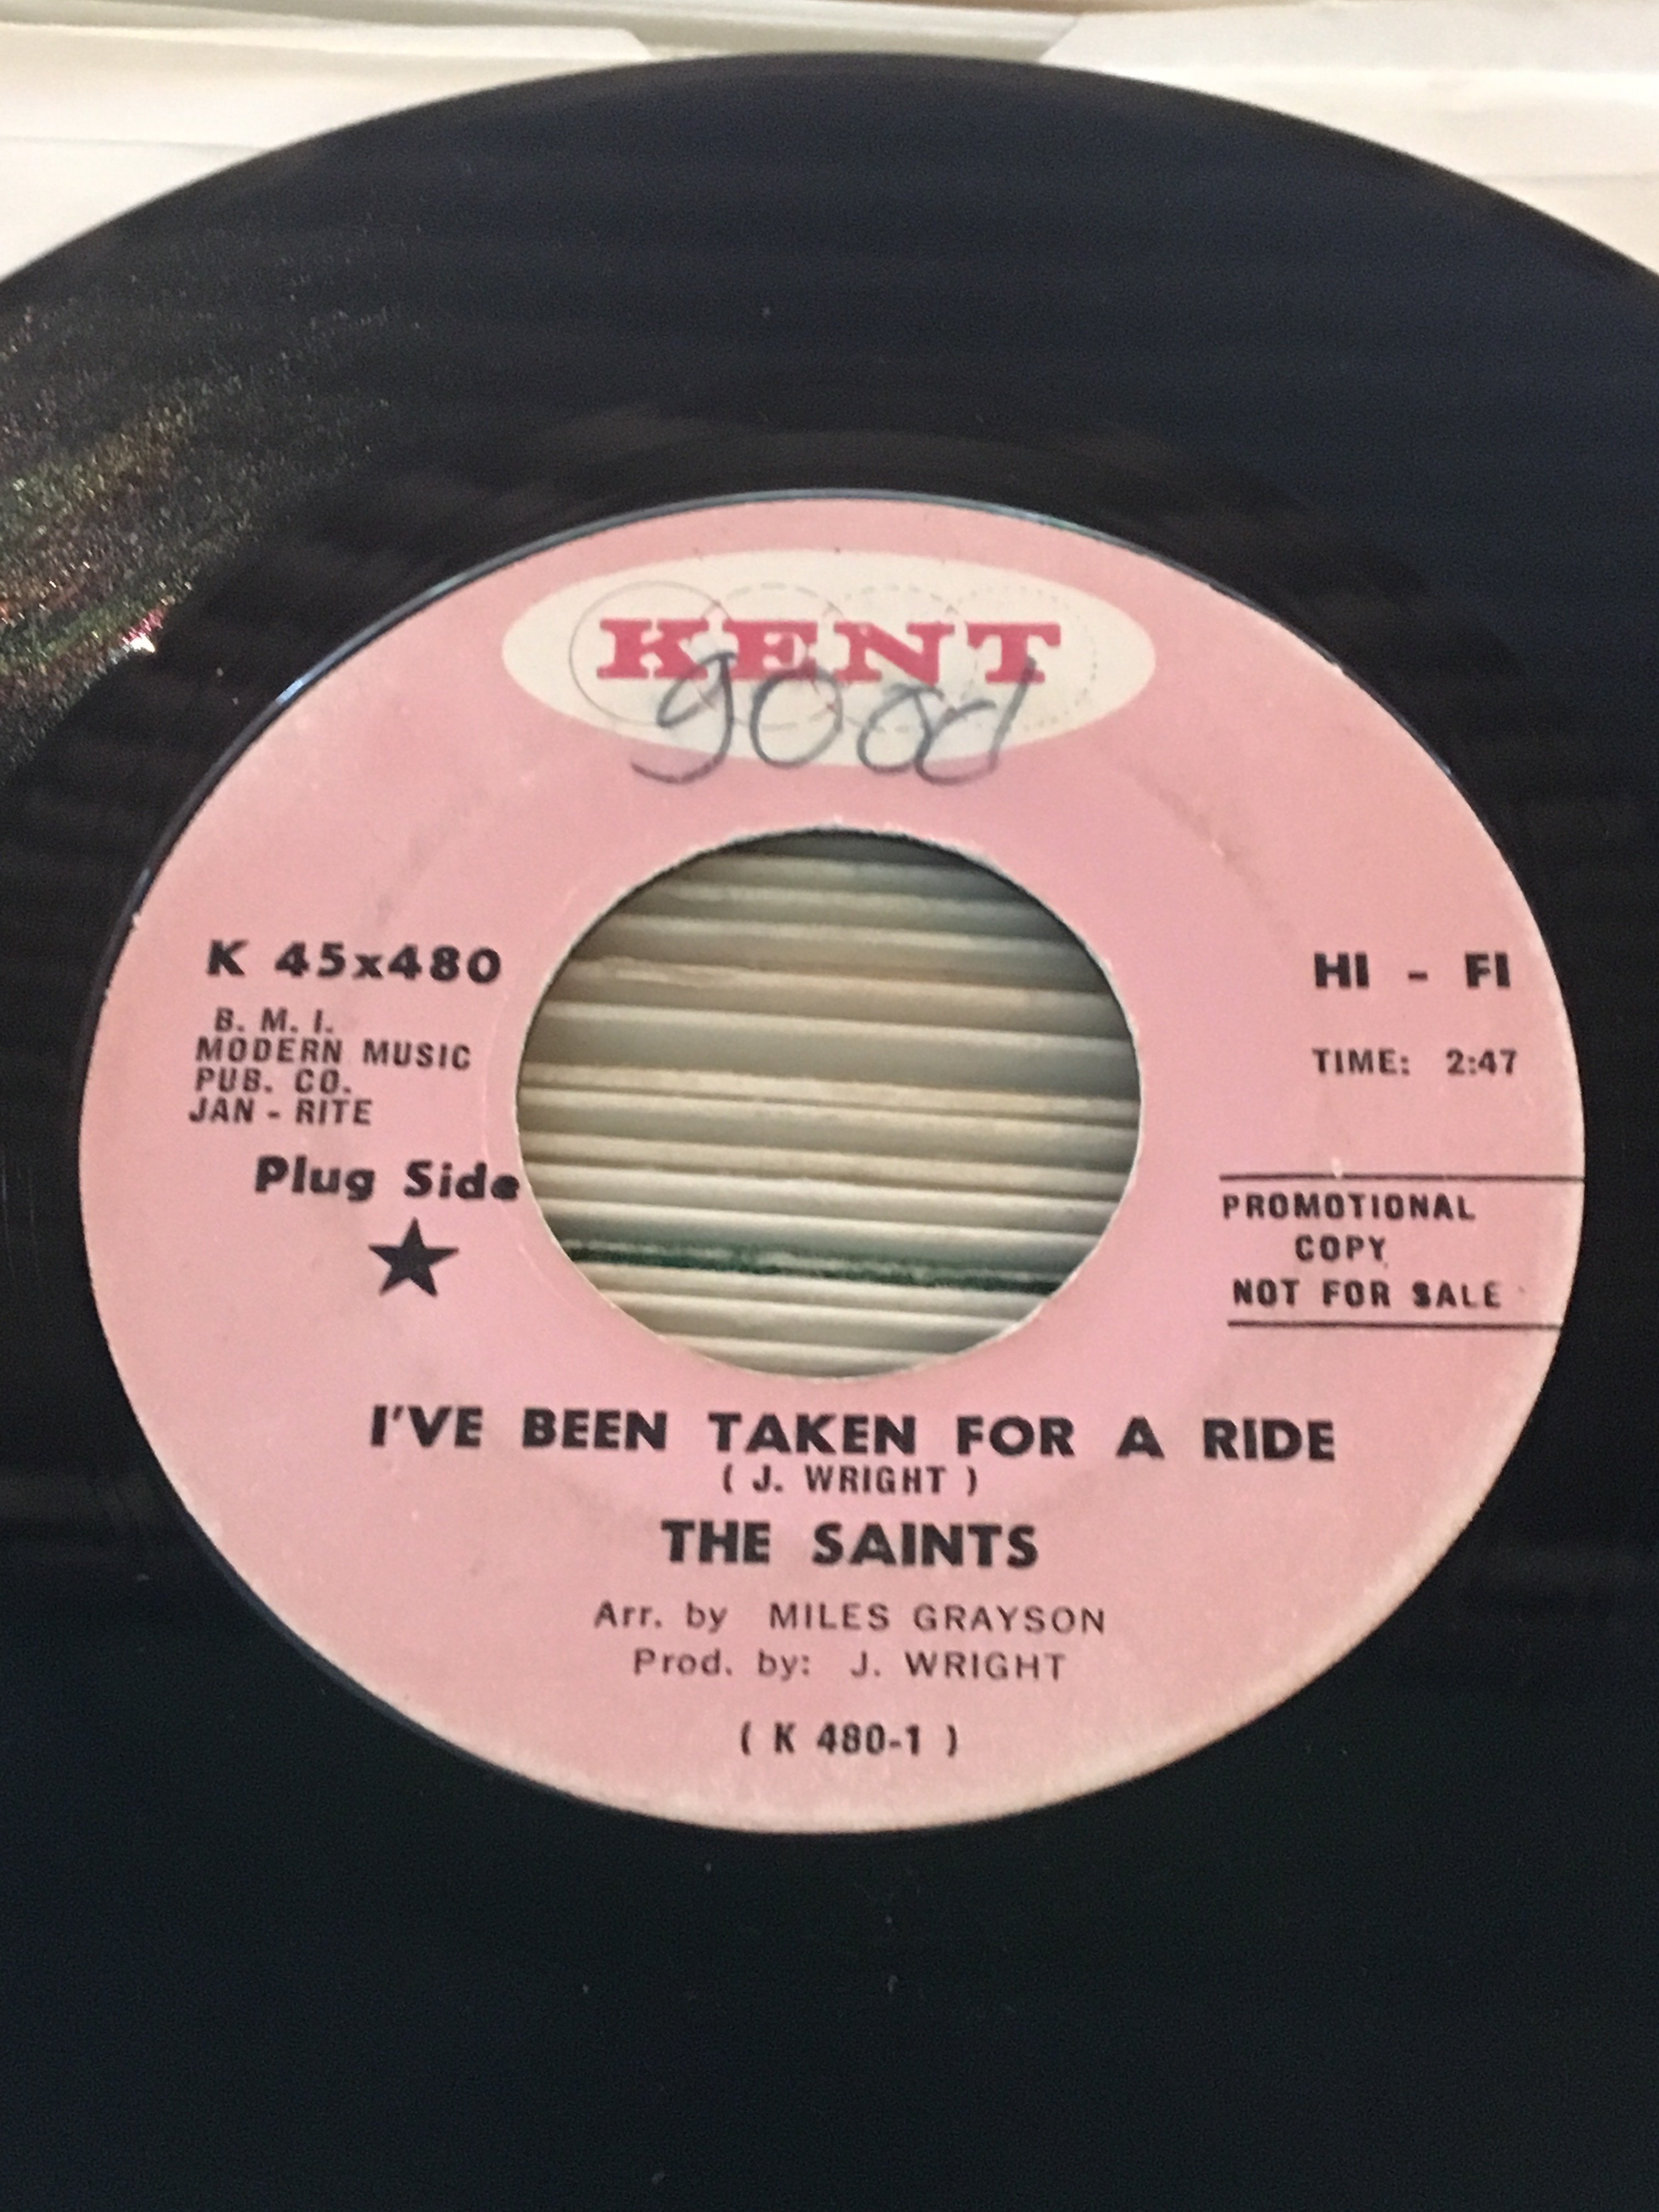 KENT
good
K 45x480
B. M. I.
MODERN MUSIC
PUB. CO.
JAN - RITE
Plug Side
HI - FI
TIME: 2:47
PROMOTIONAL
COPY
NOT FOR SALE
I'VE BEEN TAKEN FOR A RIDE
( J. WRIGHT )
THE SAINTS
Arr. by MILES GRAYSON
Prod. by: J. WRIGHT
( K 480-1 )